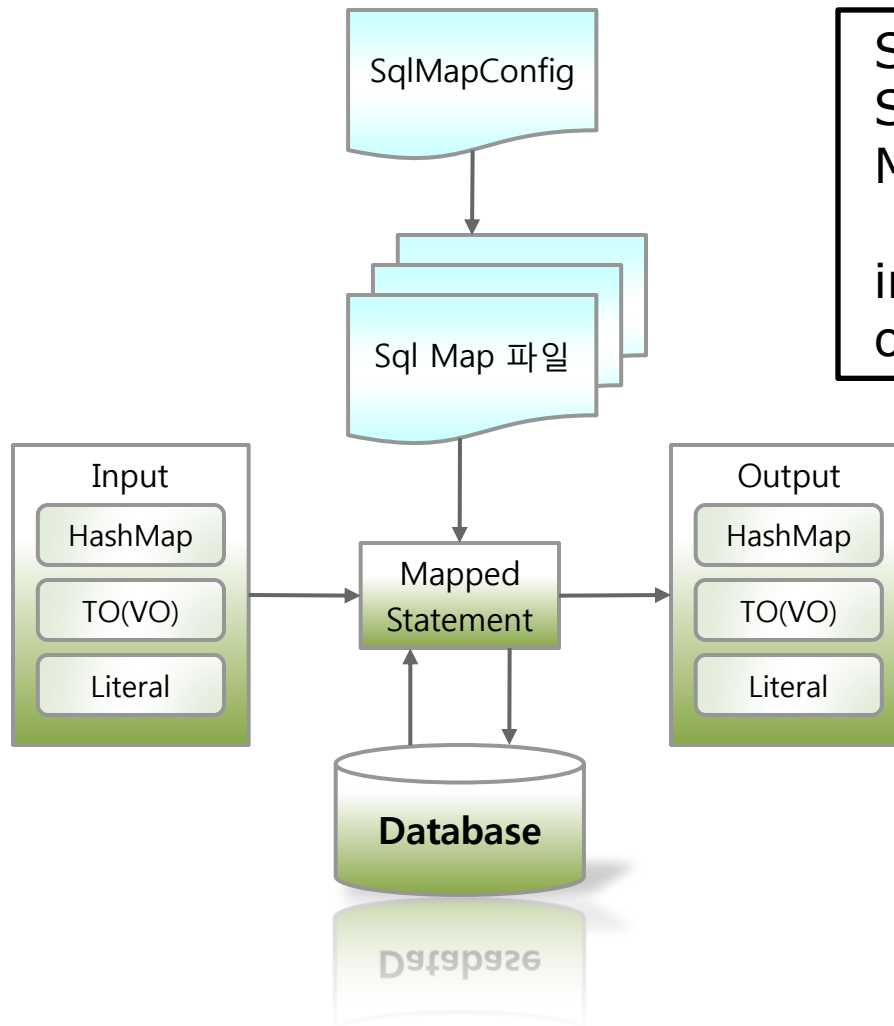 SqlMapConfig
Sql Map 파일
Input
HashMap
TO(VO)
Literal
Mapped
Statement
Output
HashMap
TO(VO)
Literal
Database